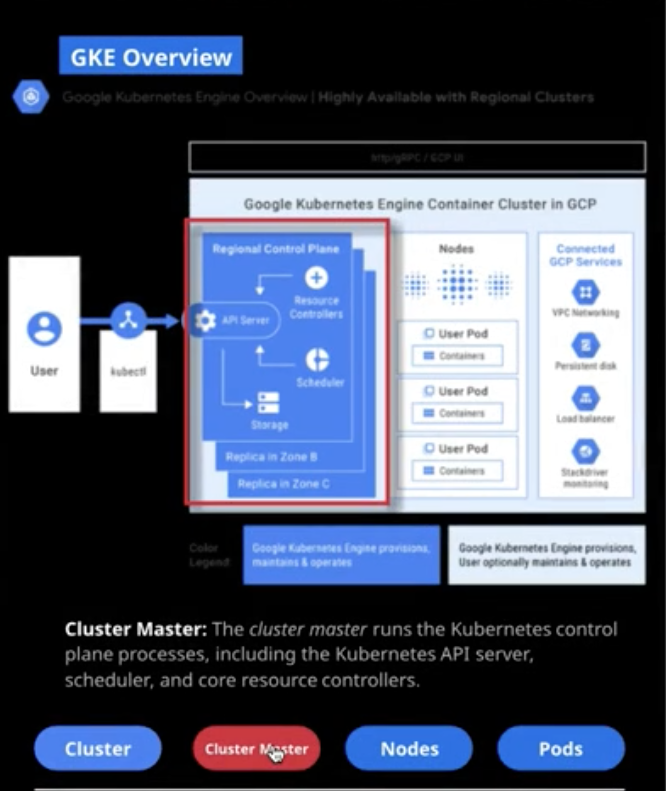 GKE Overview
Google Kubernetes Engine Overview | Highly Available with Regional Clusters
http/gRPC / GCP UI
Google Kubernetes Engine Container Cluster in GCP
Regional Control Plane
Resource
Controllers
API Server
Scheduler
Storage
Replica in Zone B
Replica in Zone C
User
kubectl
Nodes
User Pod
Containers
User Pod
Containers
User Pod
Containers
Connected
GCP Services
VPC Networking
Persistent disk
Load balancer
Stackdriver
monitoring
Color
Legend
Google Kubernetes Engine provisions,
maintains & operates
Google Kubernetes Engine provisions,
User optionally maintains & operates
Cluster Master: The cluster master runs the Kubernetes control
plane processes, including the Kubernetes API server,
scheduler, and core resource controllers.
Cluster
Cluster Master
Nodes
Pods